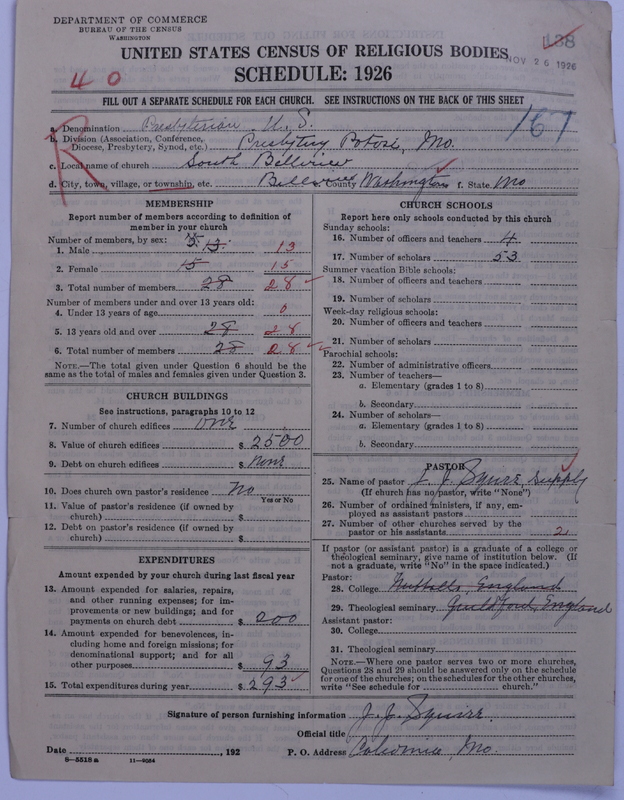 DEPARTMENT OF COMMERCE
BUREAU OF THE CENSUS
WASHINGTON
138
NOV 26 1926
UNITED STATES CENSUS OF RELIGIOUS BODIES
SCHEDULE: 1926
40
FILL OUT A SEPARATE SCHEDULE FOR EACH CHURCH. SEE INSTRUCTIONS ON THE BACK OF THIS SHEET
167
R
a. Denomination Presbyterian U. S.
b. Division (Association, Conference, Diocese, Presbytery, Synod, etc.) Presbytery Potosi, Mo.
c. Local name of church South Bellview
d. City, town, village, or township, etc. County Washington f. State Mo
MEMBERSHIP
Report number of members according to definition of
member in your church
Number of members, by sex:
1. Male 13 13
2. Female 15 15
3. Total number of members 28 28
Number of members under and over 13 years old:
4. Under 13 years of age 0
5. 13 years old and over 28 28
6. Total number of members 28 28
NOTE.—The total given under Question 6 should be
same as the total of males and females given under Question 3.
CHURCH BUILDINGS
See instructions, paragraphs 10 to 12
7. Number of church edifices One
8. Value of church edifices $ 2500
9. Debt on church edifices $ None
10. Does church own pastor's residence No
Yes or No
11. Value of pastor's residence (if owned by
church) $
12. Debt on pastor's residence (if owned by
church) $
EXPENDITURES
Amount expended by your church during last fiscal year
13. Amount expended for salaries, repairs,
and other running expenses; for im-
provements or new buildings; and for
payments on church debt $ 200
14. Amount expended for benevolences, in-
cluding home and foreign missions; for
denominational support; and for all
other purposes $ 93
15. Total expenditures during year $ 293
CHURCH SCHOOLS
Report here only schools conducted by this church
Sunday schools:
16. Number of officers and teachers 4
17. Number of scholars 53
Summer vacation Bible schools:
18. Number of officers and teachers
19. Number of scholars
Week-day religious schools:
20. Number of officers and teachers
21. Number of scholars
Parochial schools:
22. Number of administrative officers
23. Number of teachers—
a. Elementary (grades 1 to 8)
b. Secondary
24. Number of scholars—
a. Elementary (grades 1 to 8)
b. Secondary
PASTOR
25. Name of pastor J. Squire, Supply
(If church has no pastor, write "None")
26. Number of ordained ministers, if any, em-
ployed as assistant pastors
27. Number of other churches served by the
pastor or his assistants 2
If pastor (or assistant pastor) is a graduate of a college or
theological seminary, give name of institution below. (If
not a graduate, write "No" in the space indicated.)
Pastor:
28. College England
29. Theological seminary Guildford, England
Assistant pastor:
30. College
31. Theological seminary
NOTE.—Where one pastor serves two or more churches,
Questions 28 and 29 should be answered only on the schedule
for one of the churches; on the schedules for the other churches,
write "See schedule for church."
Signature of person furnishing information J. J. Squire
Official title
Date , 192 P. O. Address Caledonia, Mo.
8—5518a 11—9034